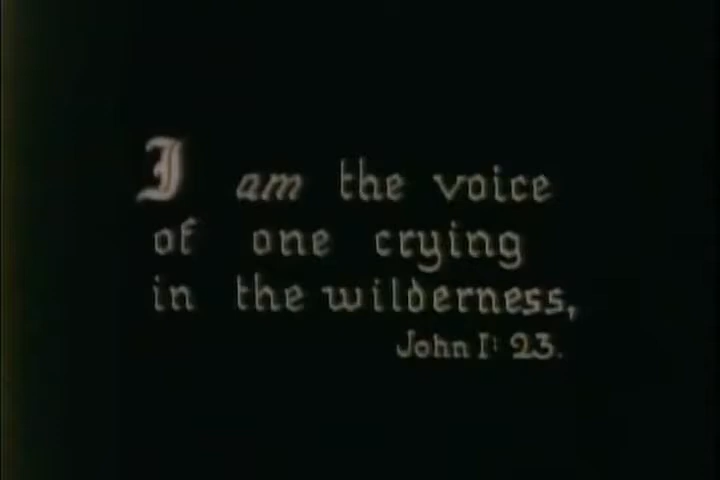 I am the voice
of one crying
in the wilderness,
John I: 23.